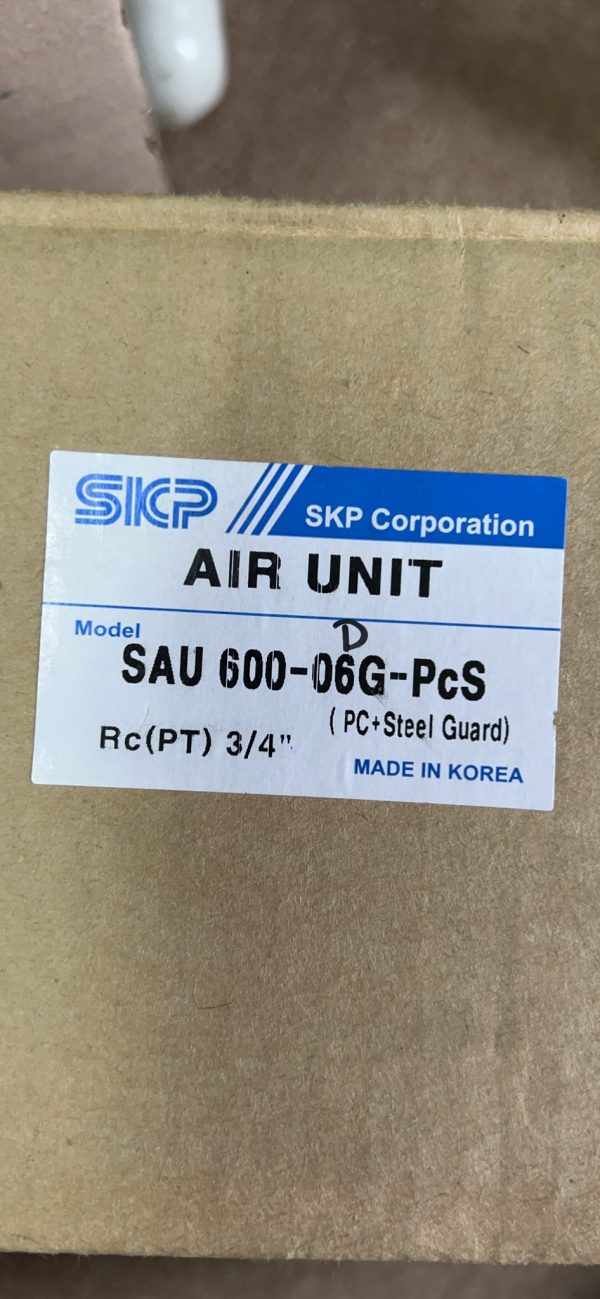 SKP SKP Corporation
AIR UNIT
Model
D
SAU 600-06G-PcS
(PC+Steel Guard)
Rc(PT) 3/4"
MADE IN KOREA